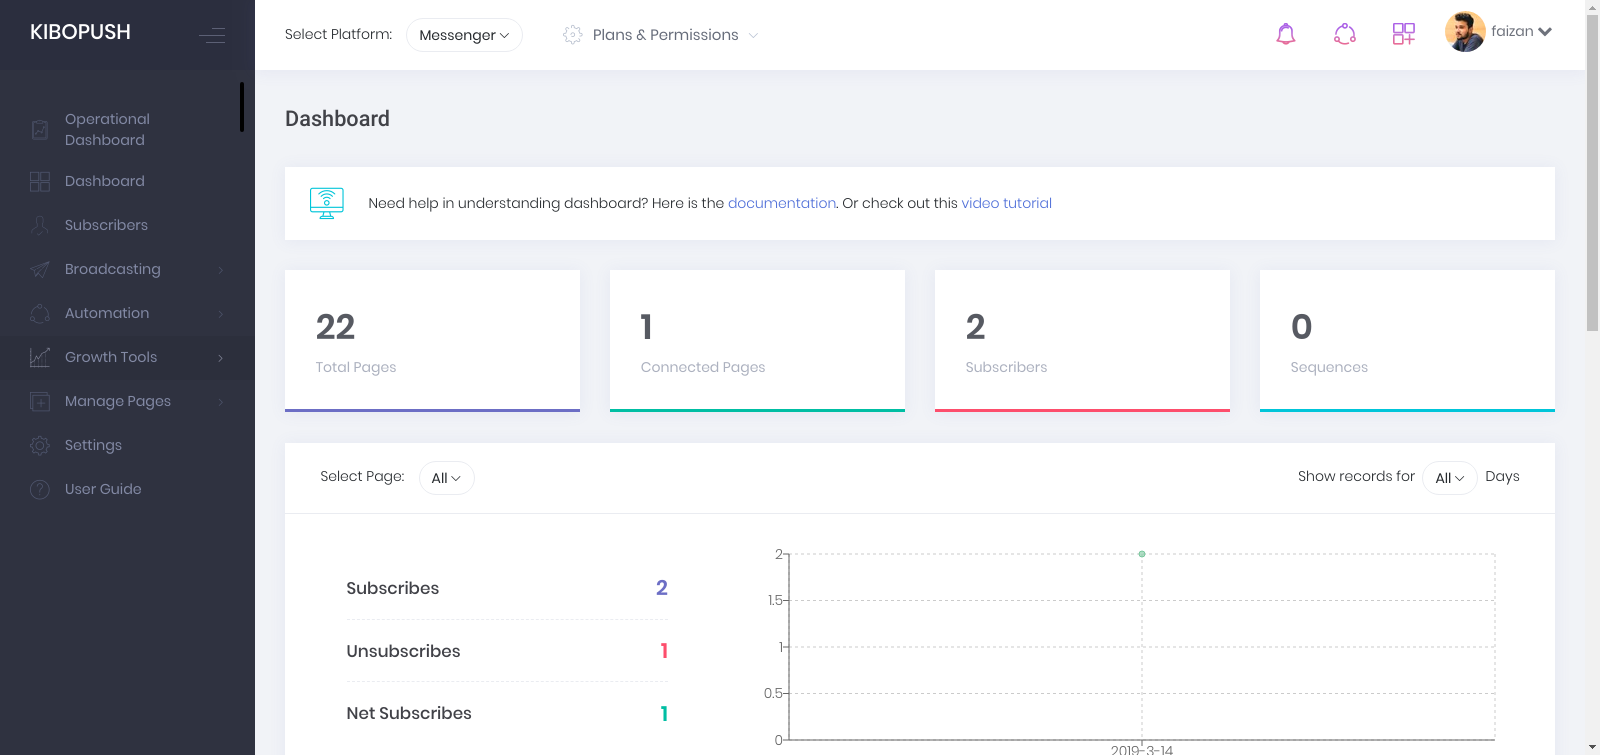 KIBOPUSH
Select Platform: Messenger
Plans & Permissions
faizan
Operational
Dashboard
Dashboard
Subscribers
Broadcasting
Automation
Growth Tools
Manage Pages
Settings
User Guide
Dashboard
Need help in understanding dashboard? Here is the documentation. Or check out this video tutorial
22
Total Pages
1
Connected Pages
2
Subscribers
0
Sequences
Select Page: All
Show records for All Days
Subscribes 2
Unsubscribes 1
Net Subscribes 1
2
1.5
1
0.5
0
2019-3-14